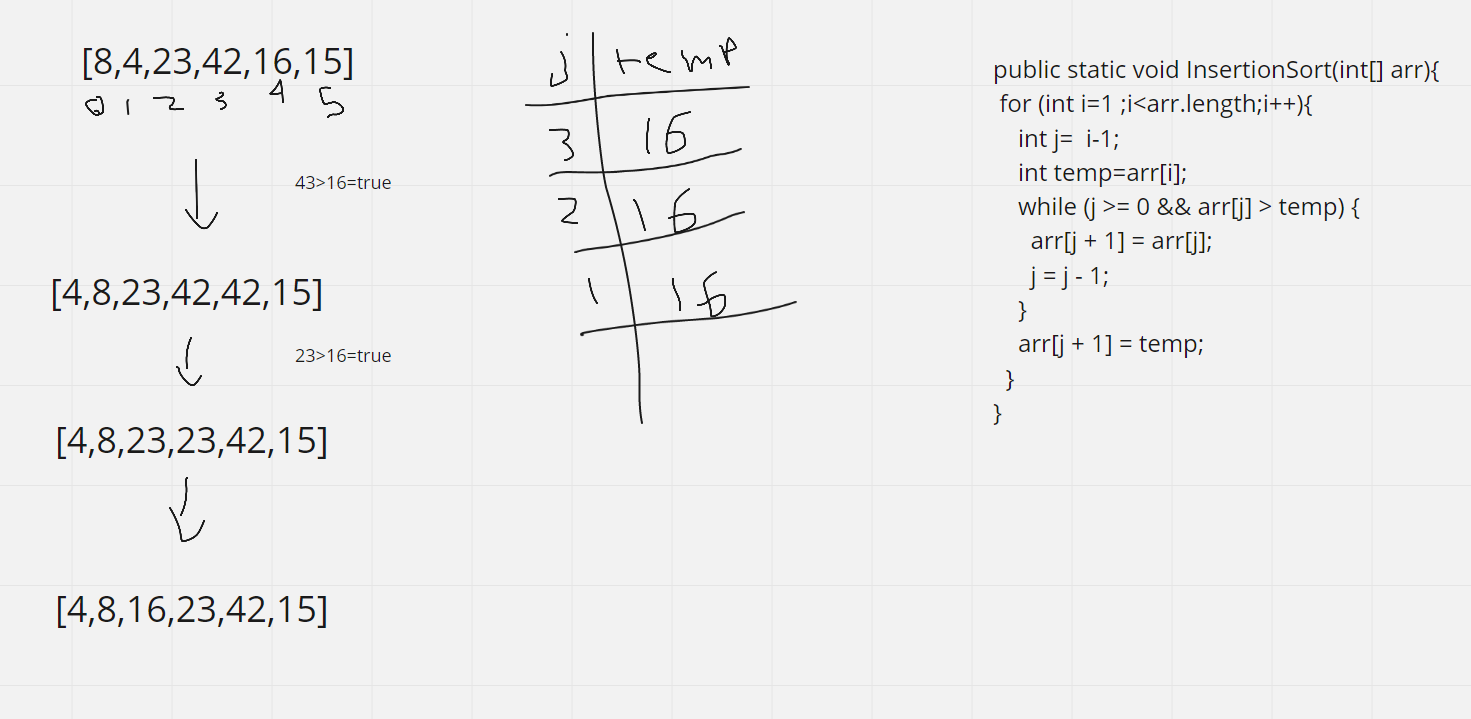 [8,4,23,42,16,15]
0 1 2 3 4 5
43>16=true
[4,8,23,42,42,15]
23>16=true
[4,8,23,23,42,15]
[4,8,16,23,42,15]
j temp
3 16
2 16
1 16
public static void InsertionSort(int[] arr){
for (int i=1 ;i<arr.length;i++){
int j=  i-1;
int temp=arr[i];
while (j >= 0 && arr[j] > temp) {
arr[j + 1] = arr[j];
j = j - 1;
}
arr[j + 1] = temp;
}
}